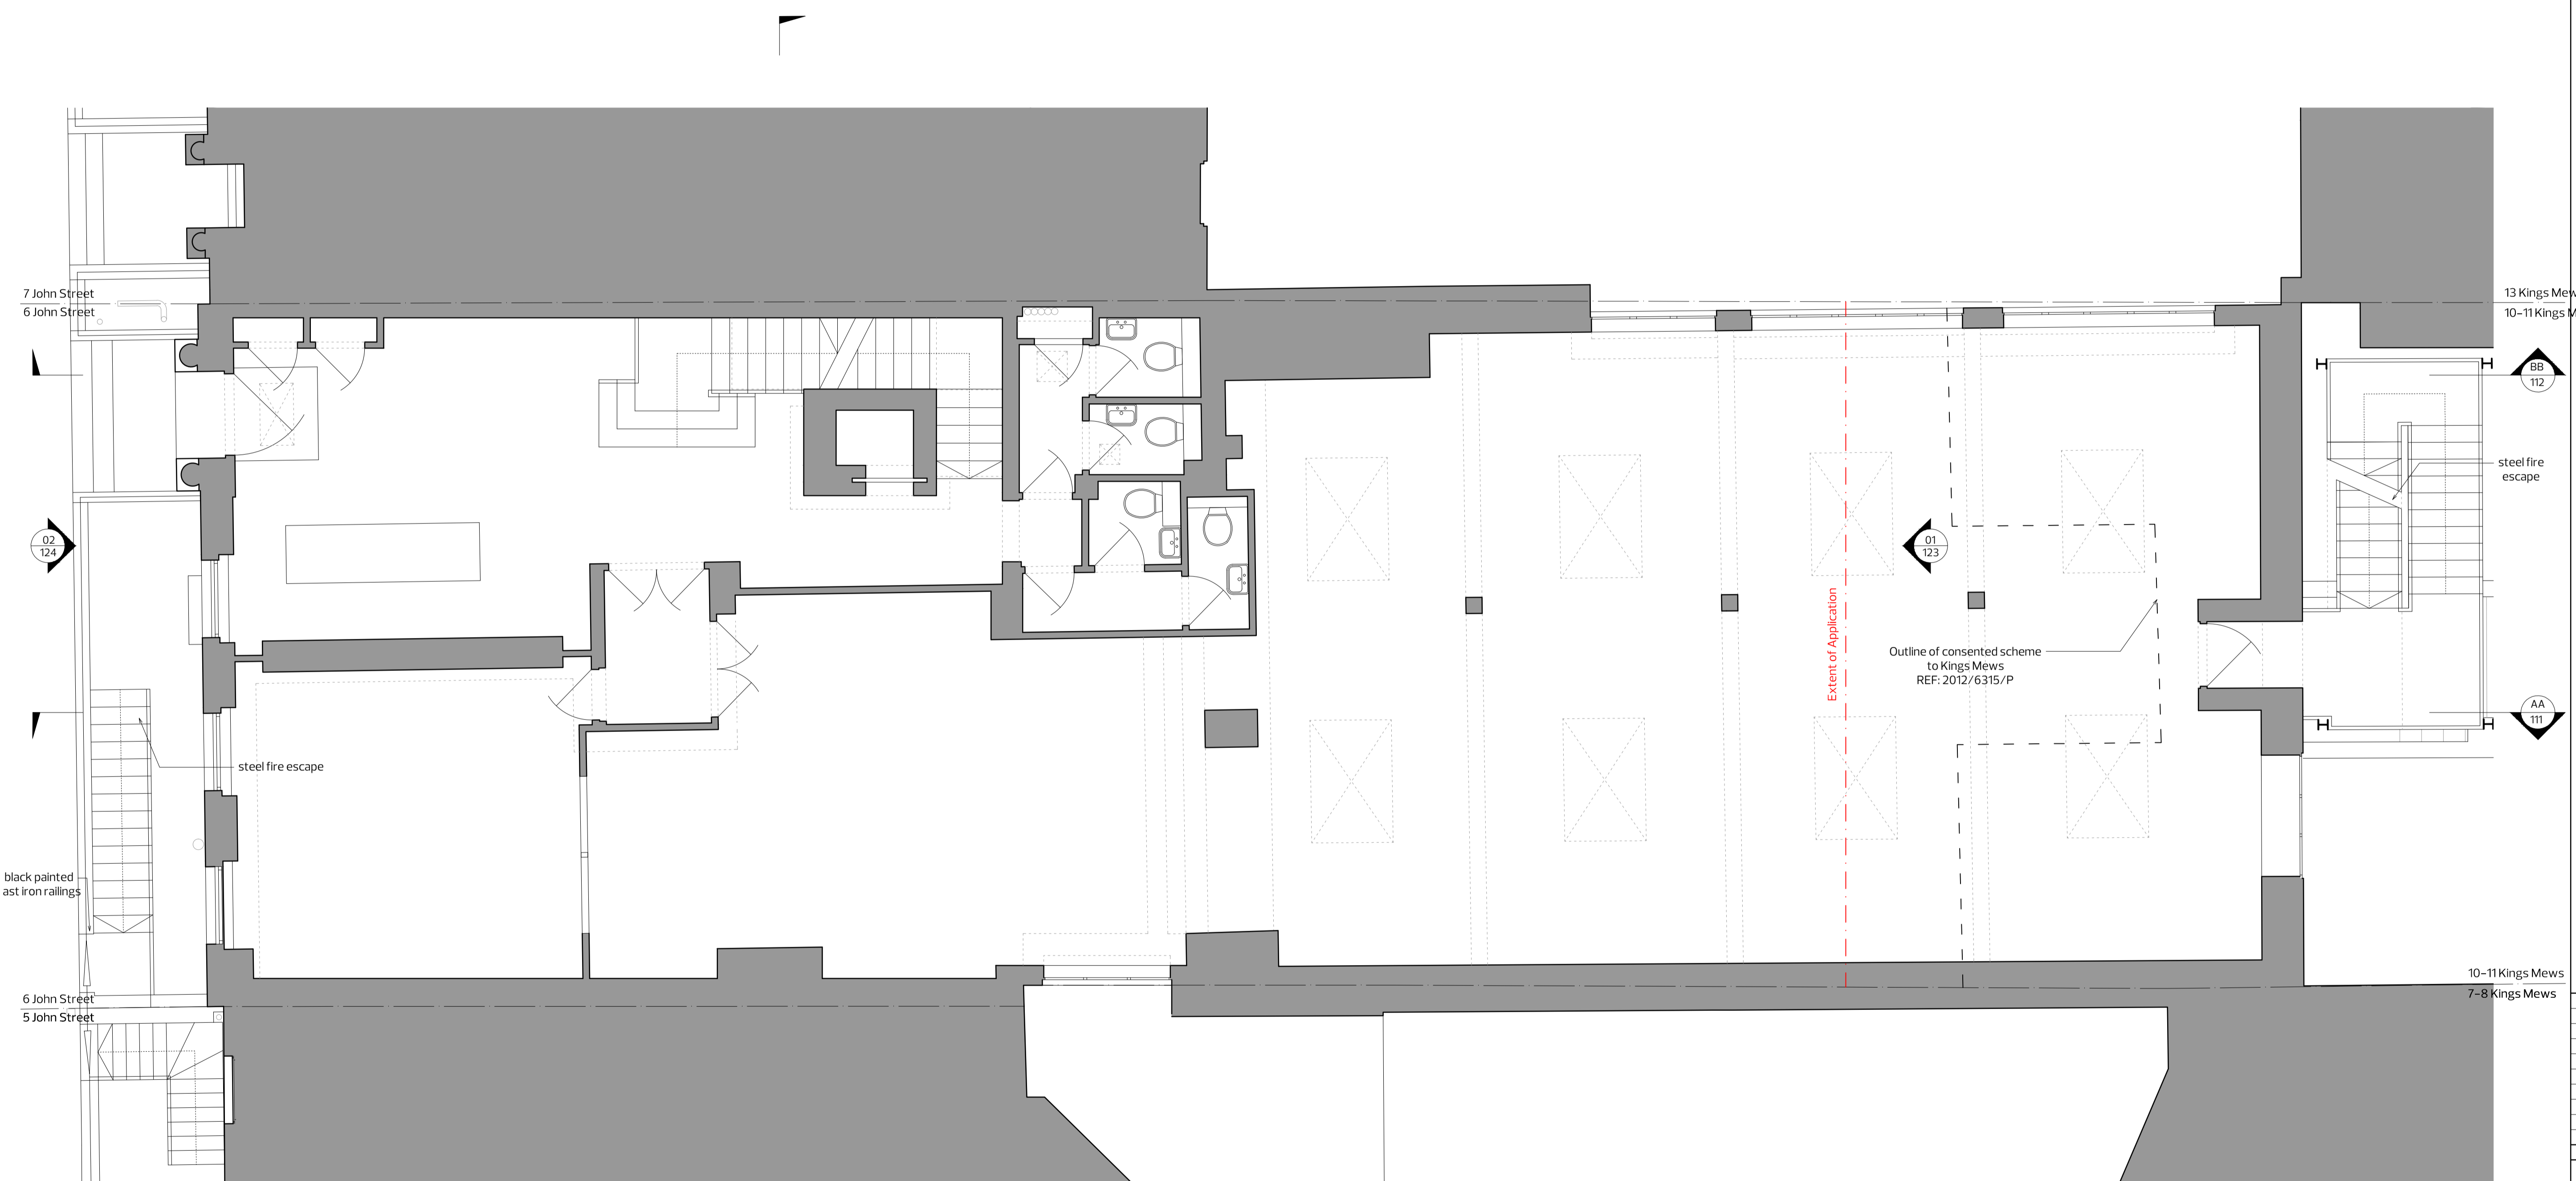 7 John Street
6 John Street
13 Kings Mew
10-11 Kings M
BB
112
steel fire
escape
02
124
01
123
Extent of Application
Outline of consented scheme
to Kings Mews
REF: 2012/6315/P
AA
111
steel fire escape
black painted
ast iron railings
6 John Street
5 John Street
10-11 Kings Mews
7-8 Kings Mews